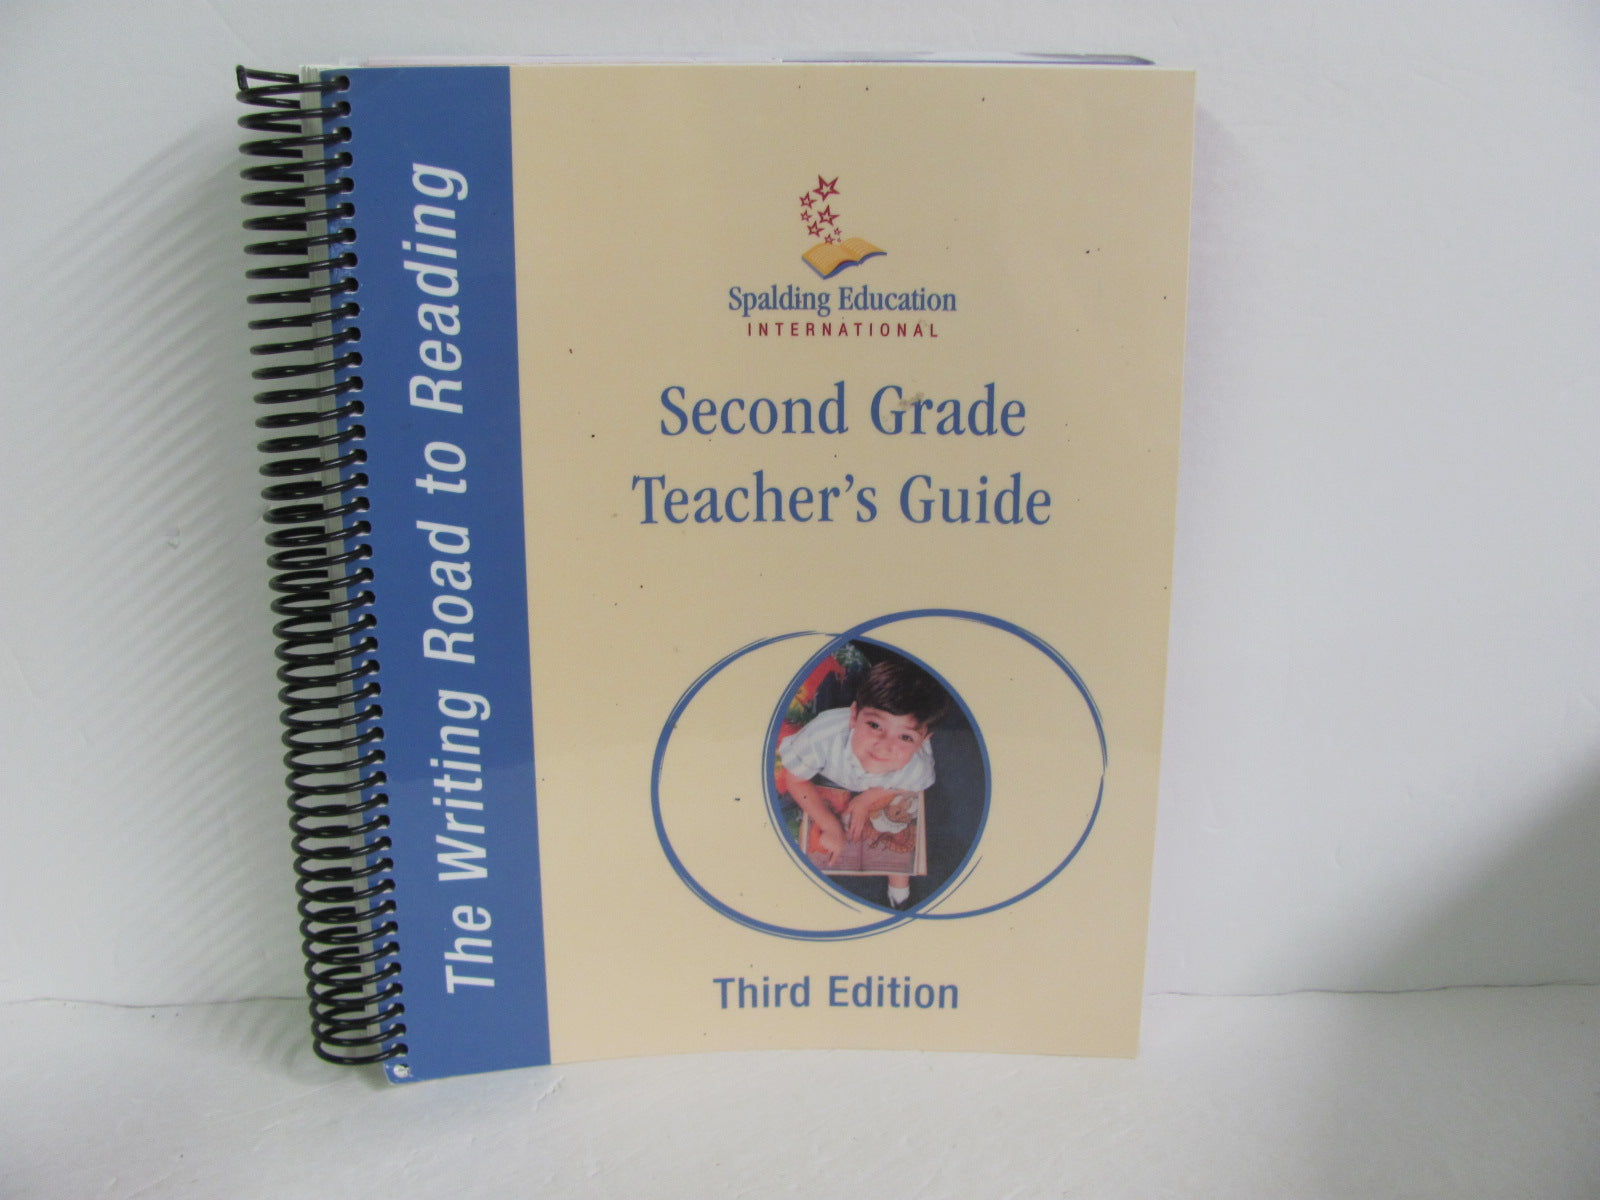 The Writing Road to Reading
Spalding Education
INTERNATIONAL
Second Grade
Teacher's Guide
Third Edition